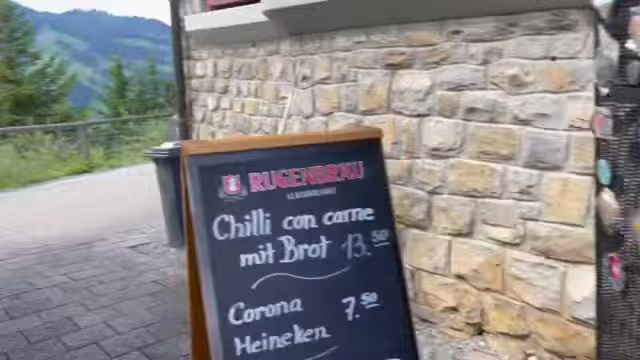 RUGENBRÄU
Chilli con carne
mit Brot 13.50
Corona 7.50
Heineken